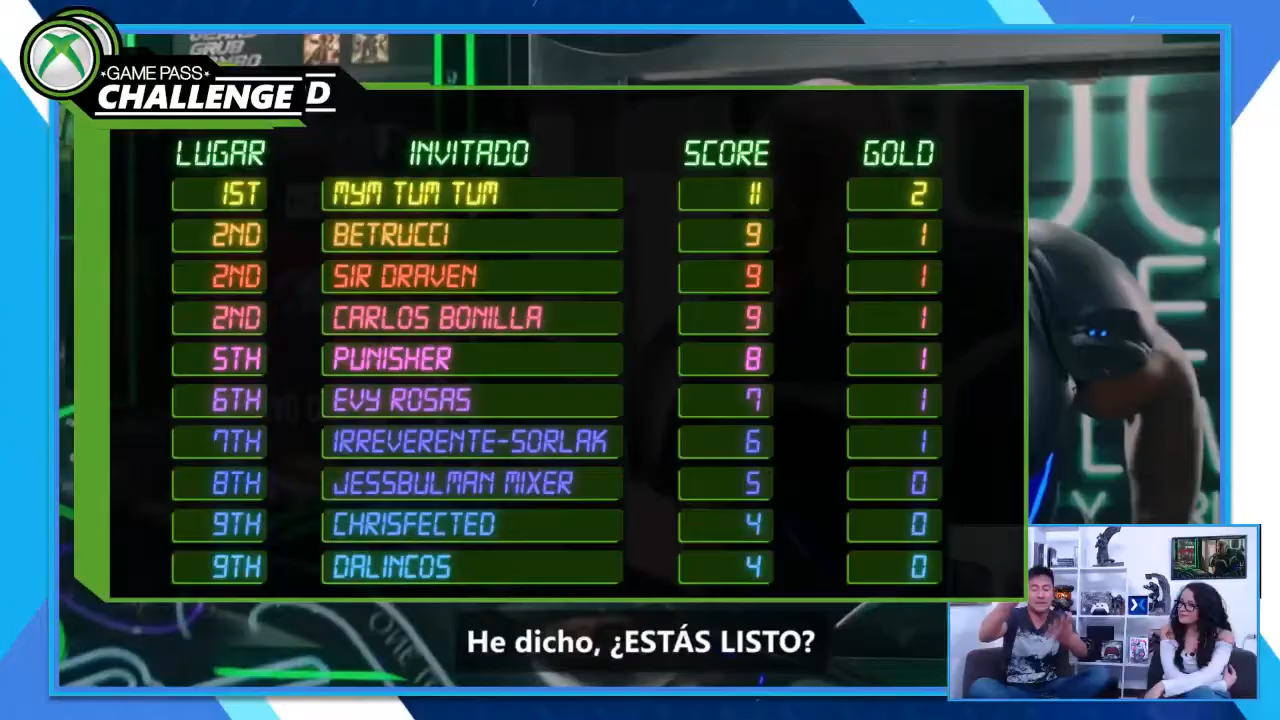 GAME PASS
CHALLENGE D
LUGAR INVITADO SCORE GOLD
1ST MYM TUM TUM 11 2
2ND BETRUCCI 9 1
2ND SIR DRAVEN 9 1
2ND CARLOS BONILLA 9 1
5TH PUNISHER 8 1
6TH EVY ROSAS 7 1
7TH IRREVERENTE-SORLAK 6 1
8TH JESSBULMAN MIXER 5 0
9TH CHRISFECTED 4 0
9TH DALINCOS 4 0
He dicho, ¿ESTÁS LISTO?